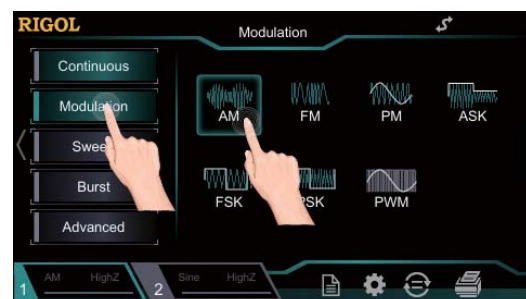 RIGOL
Modulation
Continuous
Modulation
Burst
Advanced
AM
FM
PM
ASK
FSK
PWM
1
AM
HighZ
2
Sine
HighZ